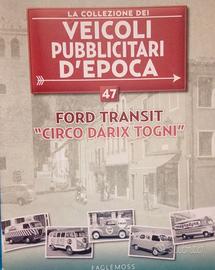 LA COLLEZIONE DEI
VEICOLI
PUBBLICITARI
D'EPOCA
47
FORD TRANSIT
"CIRCO DARIX TOGNI"
EAGLEMOSS